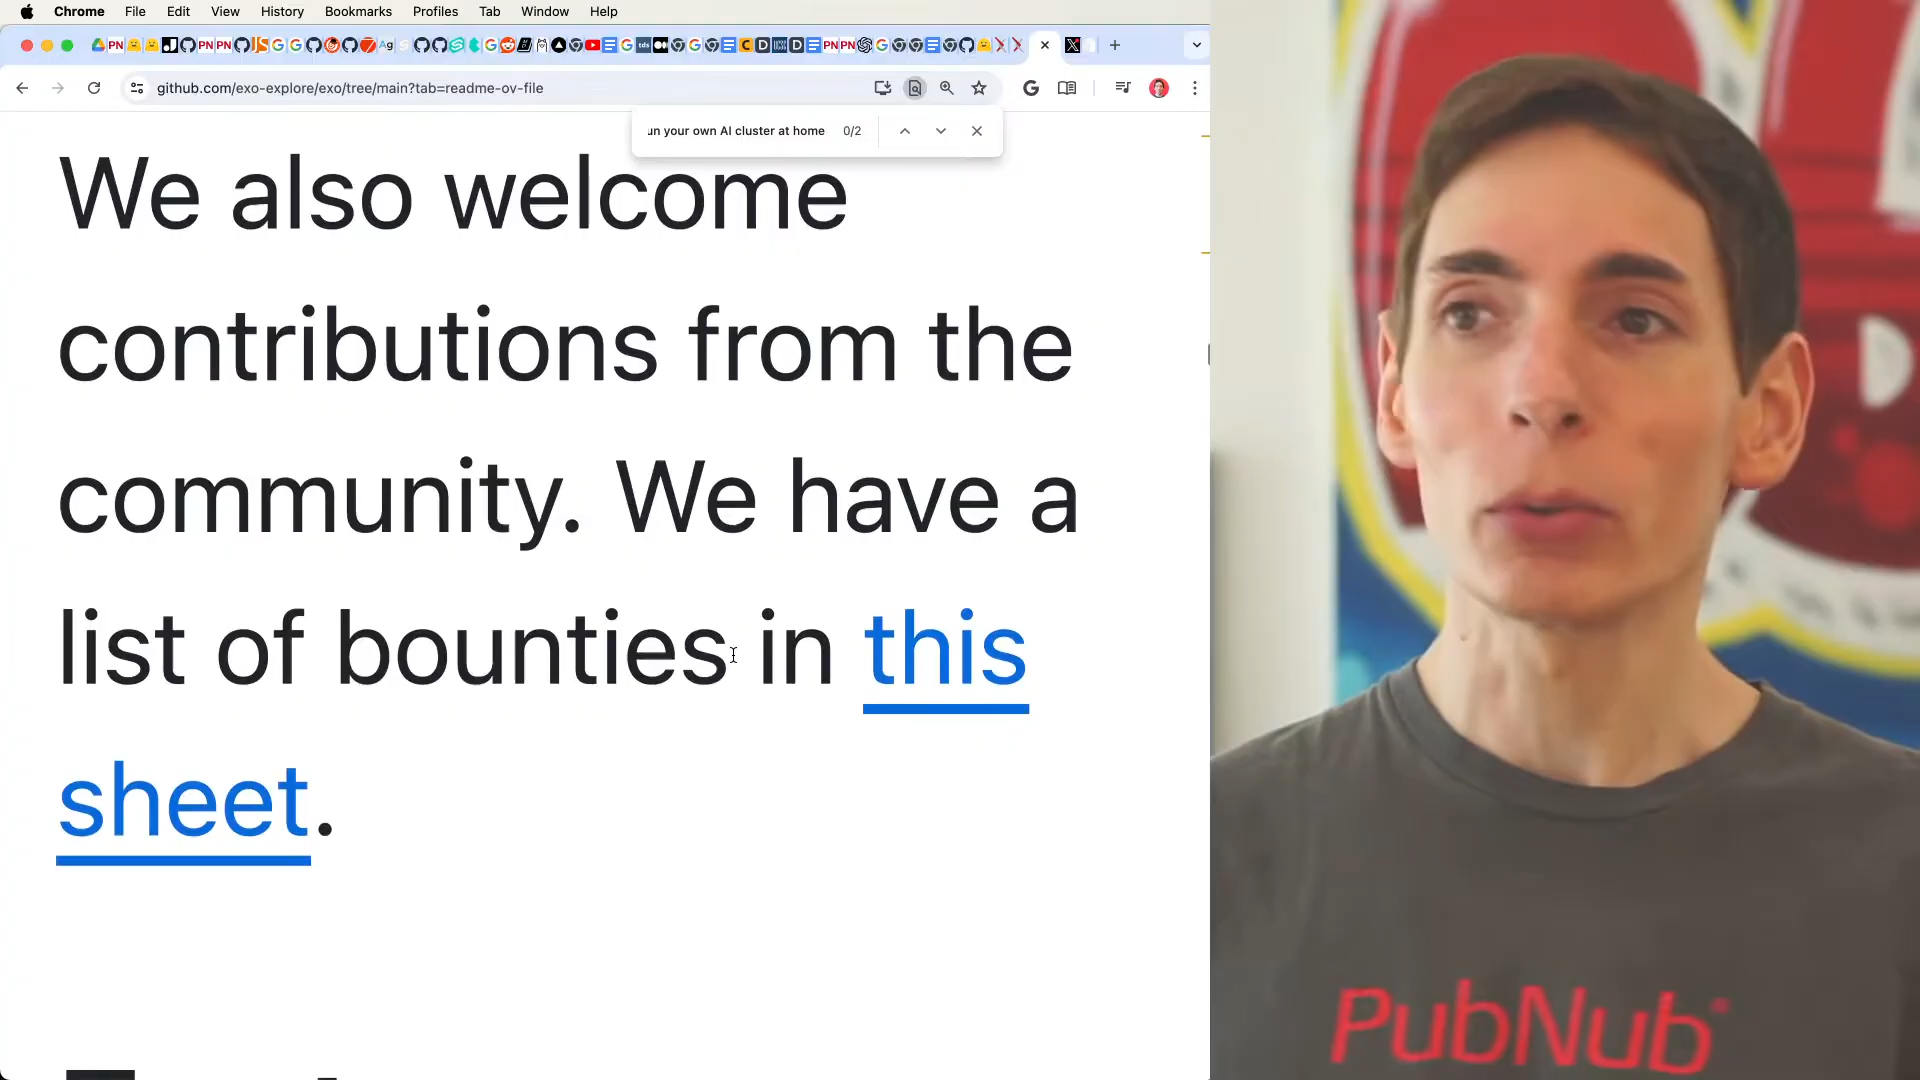 Chrome File Edit View History Bookmarks Profiles Tab Window Help
github.com/exo-explore/exo/tree/main?tab=readme-ov-file
un your own AI cluster at home 0/2
We also welcome
contributions from the
community. We have a
list of bounties in this
sheet.
PubNub